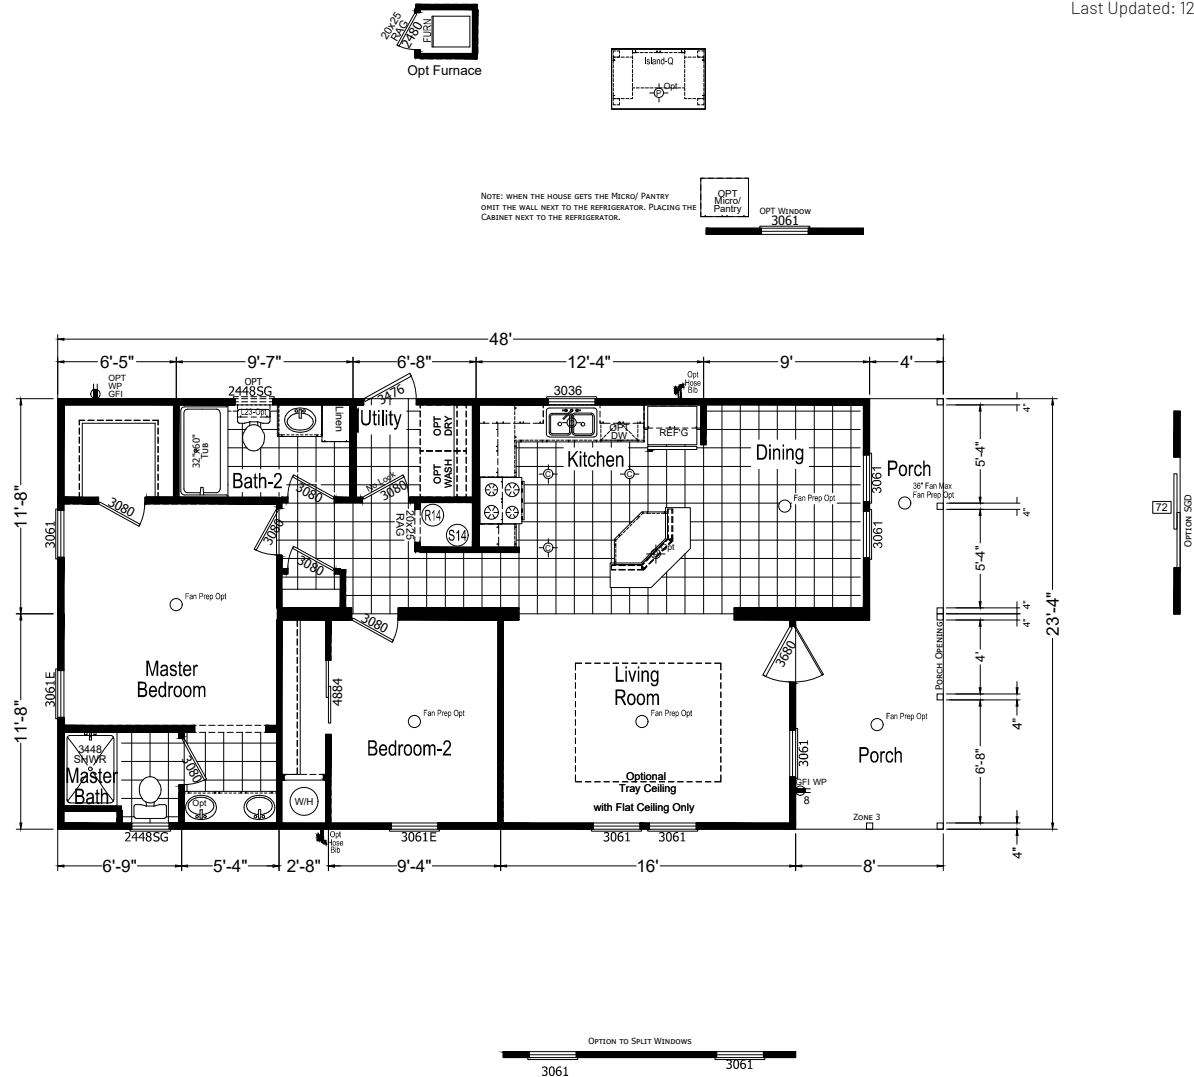 Last Updated: 12
20x25
RAG
2480
FURN
Opt Furnace
Island-Q
Opt
P
NOTE: WHEN THE HOUSE GETS THE MICRO/ PANTRY
OMIT THE WALL NEXT TO THE REFRIGERATOR. PLACING THE
CABINET NEXT TO THE REFRIGERATOR.
OPT
Micro/
Pantry
OPT WINDOW
3061
48'
6'-5"
9'-7"
6'-8"
12'-4"
9'
4'
OPT
WP
GFI
OPT
2448SG
3476
3036
Opt
Hose
Bib
L23-Opt
Linen
Utility
OPT
DRY
OPT
WASH
OPT
DW
REF'G
32"x60"
TUB
Bath-2
Kitchen
Dining
Porch
No Lock
3080
3080
3080
C
C
C
Fan Prep Opt
36" Fan Max
Fan Prep Opt
3061
3061
R14
S14
20x25
RAG
3080
3080
Opt
3061
11'-8"
11'-8"
Fan Prep Opt
3080
3680
Master
Bedroom
3061E
4884
Living
Room
Fan Prep Opt
Fan Prep Opt
Fan Prep Opt
Bedroom-2
Porch
3448
SHWR
Master
Bath
3080
Opt
W/H
Optional
Tray Ceiling
with Flat Ceiling Only
3061
GFI WP
8
ZONE 3
2448SG
Opt
Hose
Bib
3061E
3061
3061
6'-9"
5'-4"
2'-8"
9'-4"
16'
8'
4"
5'-4"
4"
5'-4"
4"
4"
PORCH OPENING
4'
4"
6'-8"
4"
23'-4"
72
OPTION SGD
OPTION TO SPLIT WINDOWS
3061
3061